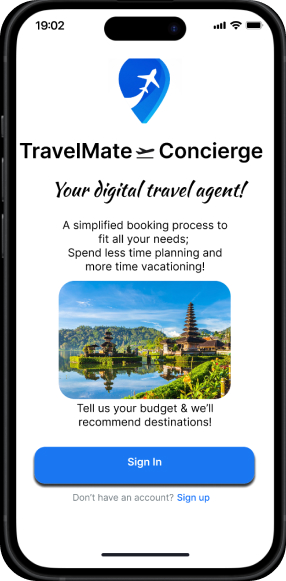 19:02
TravelMate Concierge
Your digital travel agent!
A simplified booking process to
fit all your needs;
Spend less time planning and
more time vacationing!
Tell us your budget & we'll
recommend destinations!
Sign In
Don't have an account? Sign up